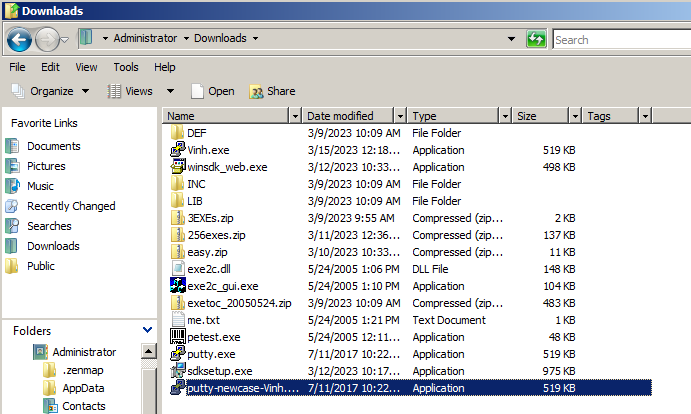 Downloads
Administrator Downloads
Search
File Edit View Tools Help
Organize Views Open Share
Favorite Links
Documents
Pictures
Music
Recently Changed
Searches
Downloads
Public
Folders
Administrator
.zenmap
AppData
Contacts
Name Date modified Type Size Tags
DEF 3/9/2023 10:09 AM File Folder
Vinh.exe 3/15/2023 12:18... Application 519 KB
winsdk_web.exe 3/12/2023 10:33... Application 498 KB
INC 3/9/2023 10:09 AM File Folder
LIB 3/9/2023 10:09 AM File Folder
3EXEs.zip 3/9/2023 9:55 AM Compressed (zip... 2 KB
256exes.zip 3/11/2023 12:36... Compressed (zip... 137 KB
easy.zip 3/10/2023 10:33... Compressed (zip... 11 KB
exe2c.dll 5/24/2005 1:06 PM DLL File 148 KB
exe2c_gui.exe 5/24/2005 1:10 PM Application 104 KB
exetoc_20050524.zip 3/9/2023 10:09 AM Compressed (zip... 483 KB
me.txt 5/24/2005 1:21 PM Text Document 1 KB
petest.exe 5/24/2005 12:11... Application 48 KB
putty.exe 7/11/2017 10:22... Application 519 KB
sdksetup.exe 3/12/2023 10:23... Application 975 KB
putty-newcase-Vinh.... 7/11/2017 10:22... Application 519 KB